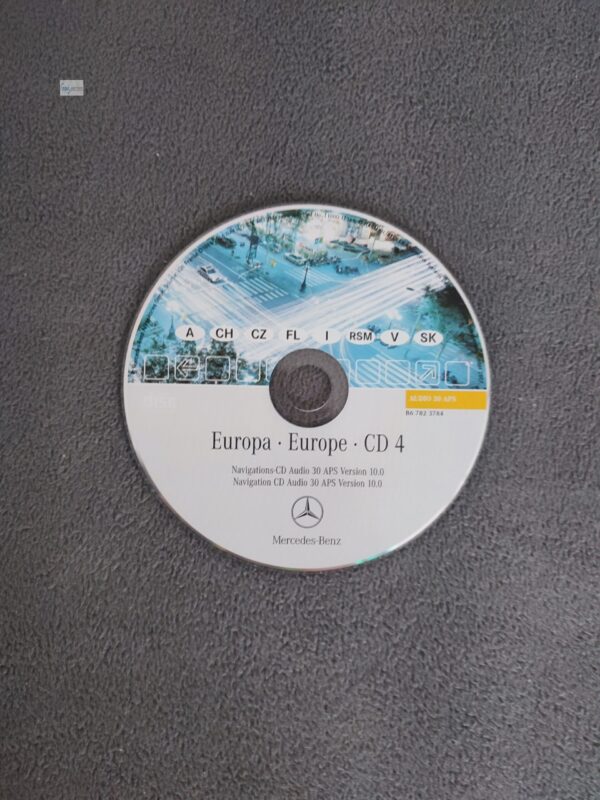 A CH CZ FL I RSM V SK
AUDIO 30 APS
B6 782 3784
Europa · Europe · CD 4
Navigations-CD Audio 30 APS Version 10.0
Navigation CD Audio 30 APS Version 10.0
Mercedes-Benz